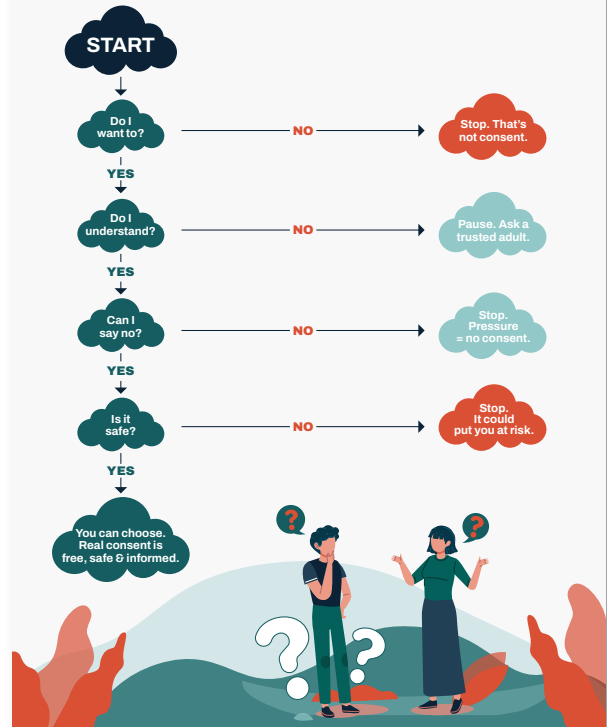 START
Do I
want to?
NO
Stop. That's
not consent.
YES
Do I
understand?
NO
Pause. Ask a
trusted adult.
YES
Can I
say no?
NO
Stop.
Pressure
= no consent.
YES
Is it
safe?
NO
Stop.
It could
put you at risk.
YES
You can choose.
Real consent is
free, safe & informed.
?
?
?
?